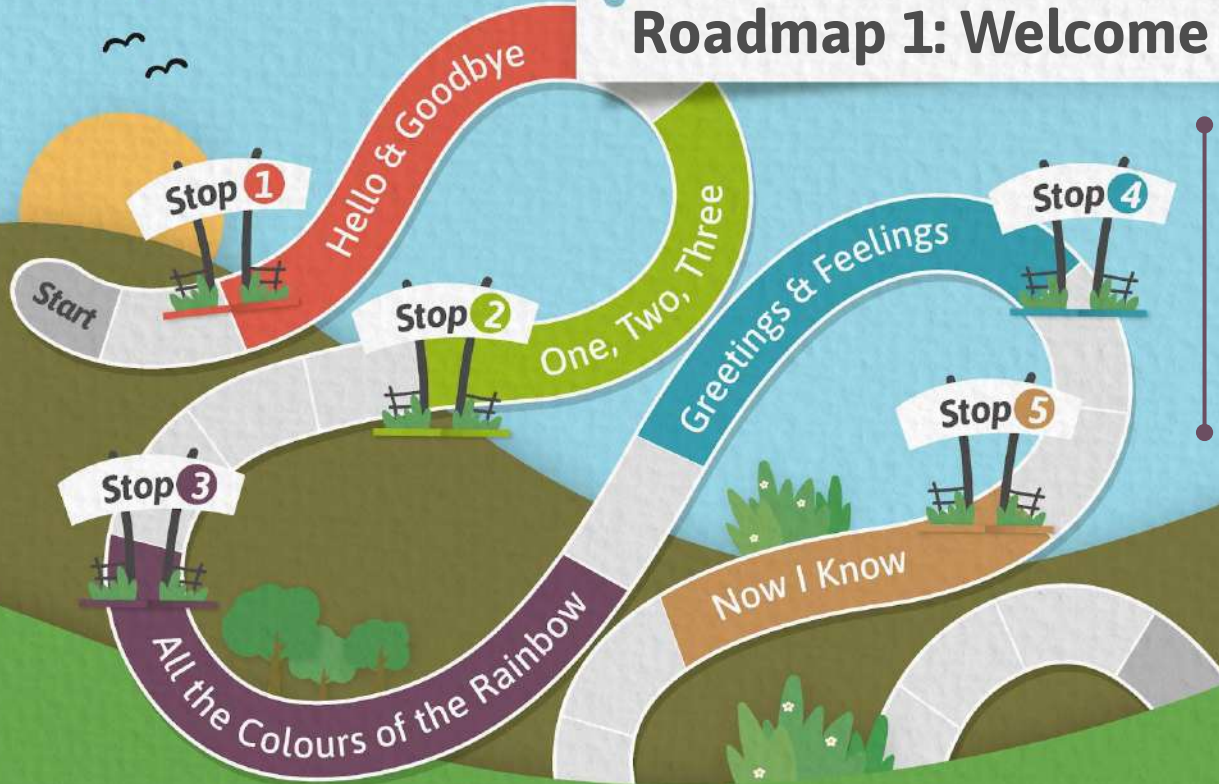 Roadmap 1: Welcome
Start
Stop 1
Hello & Goodbye
Stop 2
One, Two, Three
Stop 3
All the Colours of the Rainbow
Stop 4
Greetings & Feelings
Stop 5
Now I Know